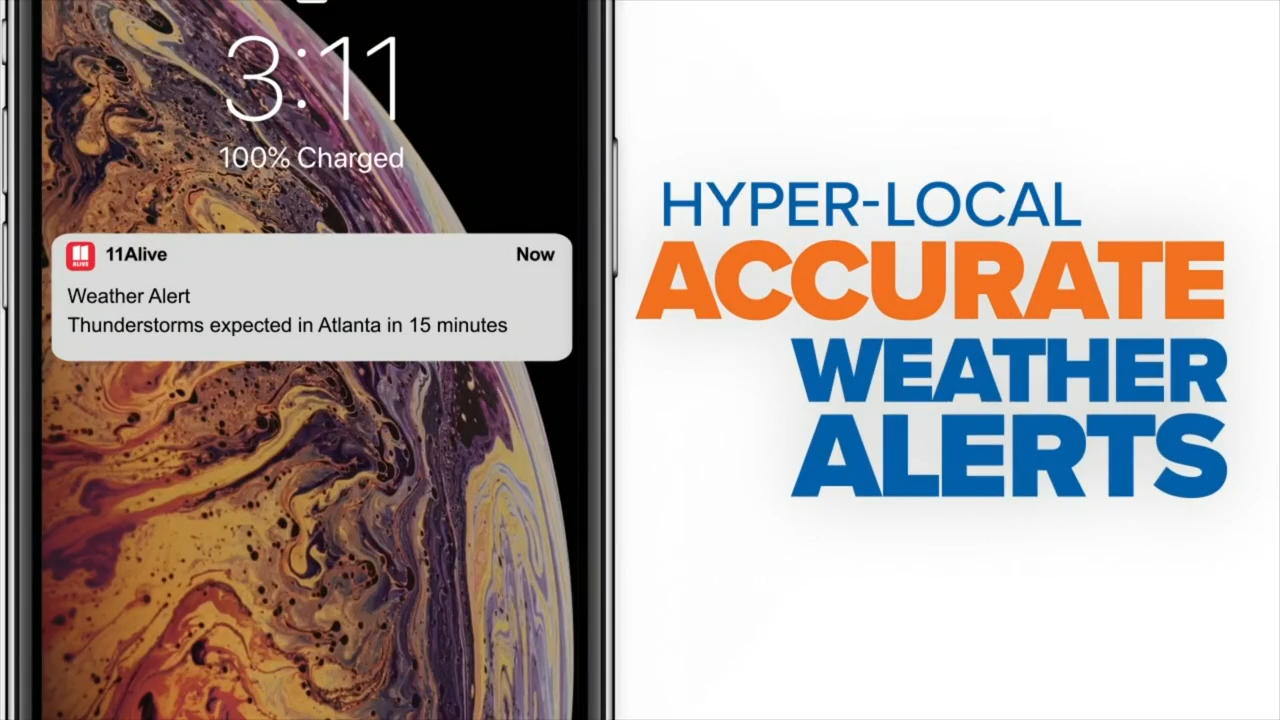 3:11
100% Charged
11Alive
Now
ALIVE
Weather Alert
Thunderstorms expected in Atlanta in 15 minutes
HYPER-LOCAL
ACCURATE
WEATHER
ALERTS